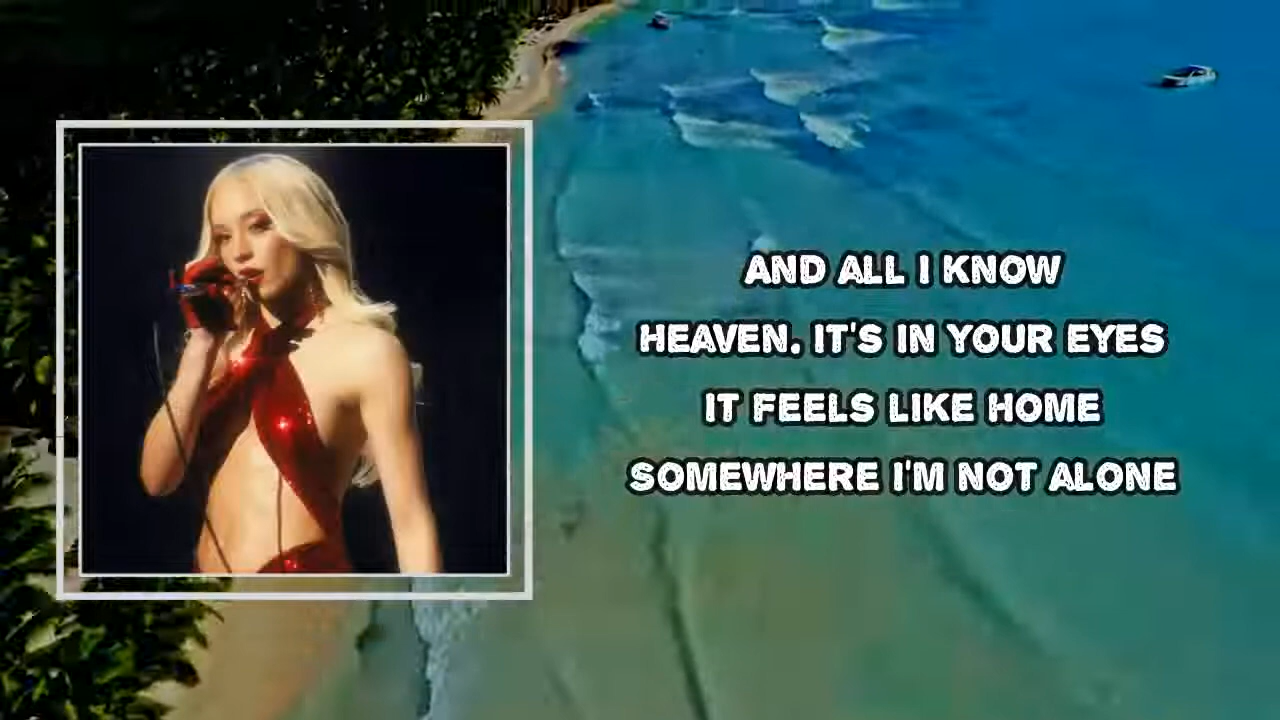 AND ALL I KNOW
HEAVEN. IT'S IN YOUR EYES
IT FEELS LIKE HOME
SOMEWHERE I'M NOT ALONE